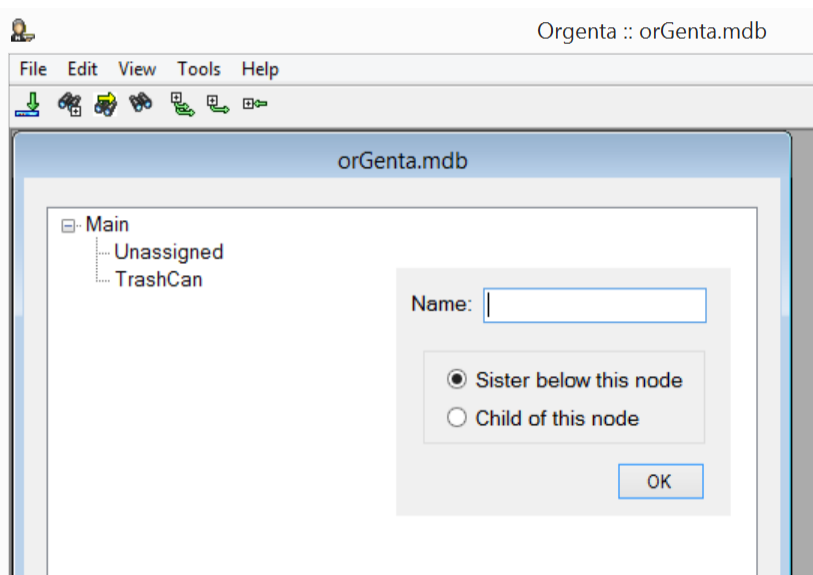 Orgenta :: orGenta.mdb
File Edit View Tools Help
orGenta.mdb
Main
Unassigned
TrashCan
Name:
Sister below this node
Child of this node
OK